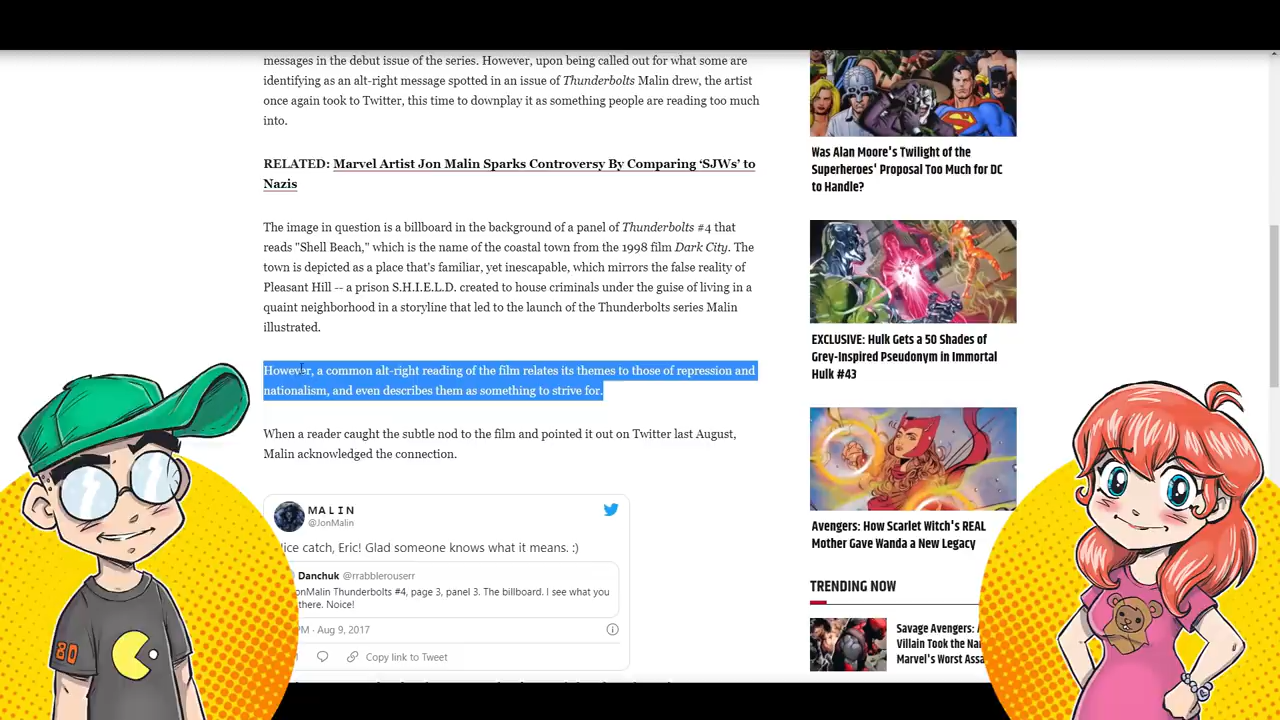 messages in the debut issue of the series. However, upon being called out for what some are
identifying as an alt-right message spotted in an issue of Thunderbolts Malin drew, the artist
once again took to Twitter, this time to downplay it as something people are reading too much
into.
RELATED: Marvel Artist Jon Malin Sparks Controversy By Comparing ‘SJWs’ to
Nazis
The image in question is a billboard in the background of a panel of Thunderbolts #4 that
reads "Shell Beach," which is the name of the coastal town from the 1998 film Dark City. The
town is depicted as a place that's familiar, yet inescapable, which mirrors the false reality of
Pleasant Hill -- a prison S.H.I.E.L.D. created to house criminals under the guise of living in a
quaint neighborhood in a storyline that led to the launch of the Thunderbolts series Malin
illustrated.
However, a common alt-right reading of the film relates its themes to those of repression and
nationalism, and even describes them as something to strive for.
When a reader caught the subtle nod to the film and pointed it out on Twitter last August,
Malin acknowledged the connection.
MALIN
@JonMalin
ice catch, Eric! Glad someone knows what it means. :)
Danchuk @rrabblerouserr
onMalin Thunderbolts #4, page 3, panel 3. The billboard. I see what you
there. Noice!
PM · Aug 9, 2017
Copy link to Tweet
Was Alan Moore's Twilight of the
Superheroes' Proposal Too Much for DC
to Handle?
EXCLUSIVE: Hulk Gets a 50 Shades of
Grey-Inspired Pseudonym in Immortal
Hulk #43
Avengers: How Scarlet Witch's REAL
Mother Gave Wanda a New Legacy
TRENDING NOW
Savage Avengers:
Villain Took the Na
Marvel's Worst Assa
80